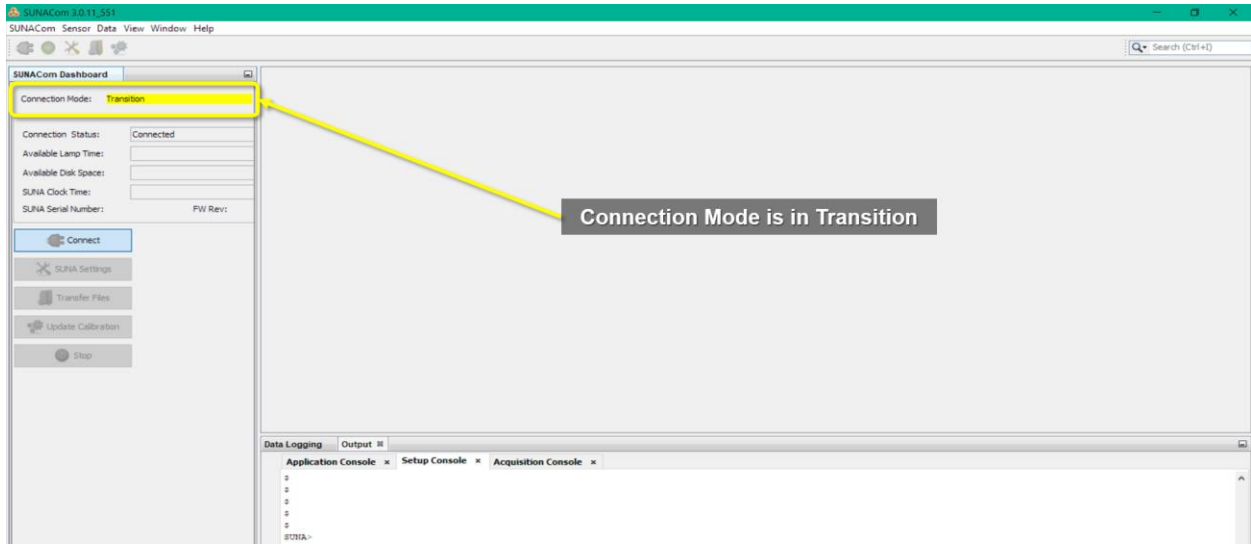 SUNACom 3.0.11_551
SUNACom Sensor Data View Window Help
Search (Ctrl+I)
SUNACom Dashboard
Connection Mode: Transition
Connection Status: Connected
Available Lamp Time:
Available Disk Space:
SUNA Clock Time:
SUNA Serial Number: FW Rev:
Connection Mode is in Transition
Connect
SUNA Settings
Transfer Files
Update Calibration
Stop
Data Logging Output
Application Console × Setup Console × Acquisition Console ×
SUNA>